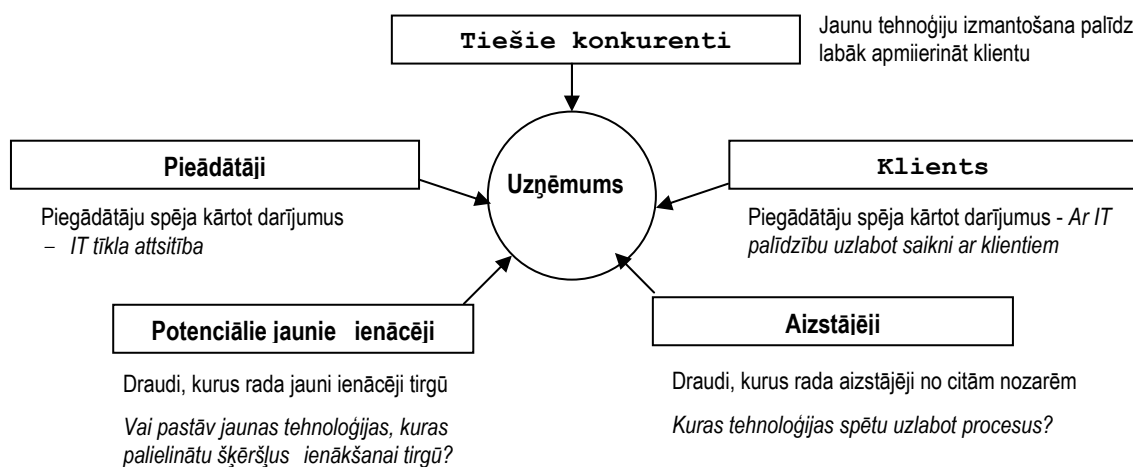 Tiešie konkurenti
Jaunu tehnoģiju izmantošana palīdz
labāk apmiierināt klientu
Pieādātāji
Uzņēmums
Klients
Piegādātāju spēja kārtot darījumus
– IT tīkla attsitība
Piegādātāju spēja kārtot darījumus - Ar IT
palīdzību uzlabot saikni ar klientiem
Potenciālie jaunie ienācēji
Aizstājēji
Draudi, kurus rada jauni ienācēji tirgū
Vai pastāv jaunas tehnoloģijas, kuras
palielinātu šķēršļus ienākšanai tirgū?
Draudi, kurus rada aizstājēji no citām nozarēm
Kuras tehnoloģijas spētu uzlabot procesus?